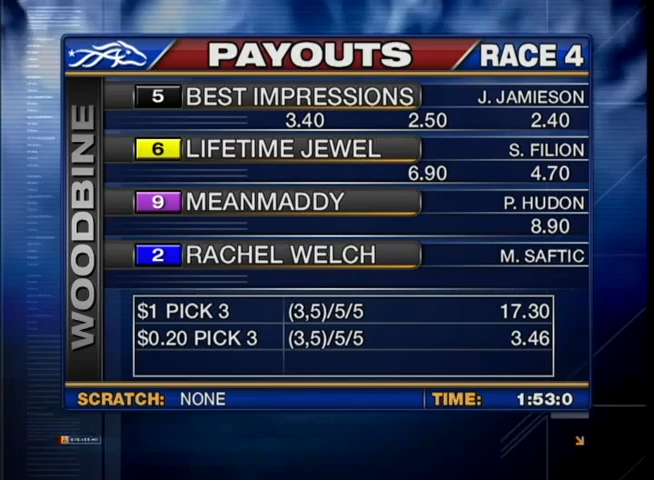 PAYOUTS
RACE 4
WOODBINE
5 BEST IMPRESSIONS J. JAMIESON
3.40 2.50 2.40
6 LIFETIME JEWEL S. FILION
6.90 4.70
9 MEANMADDY P. HUDON
8.90
2 RACHEL WELCH M. SAFTIC
$1 PICK 3 (3,5)/5/5 17.30
$0.20 PICK 3 (3,5)/5/5 3.46
SCRATCH: NONE TIME: 1:53:0